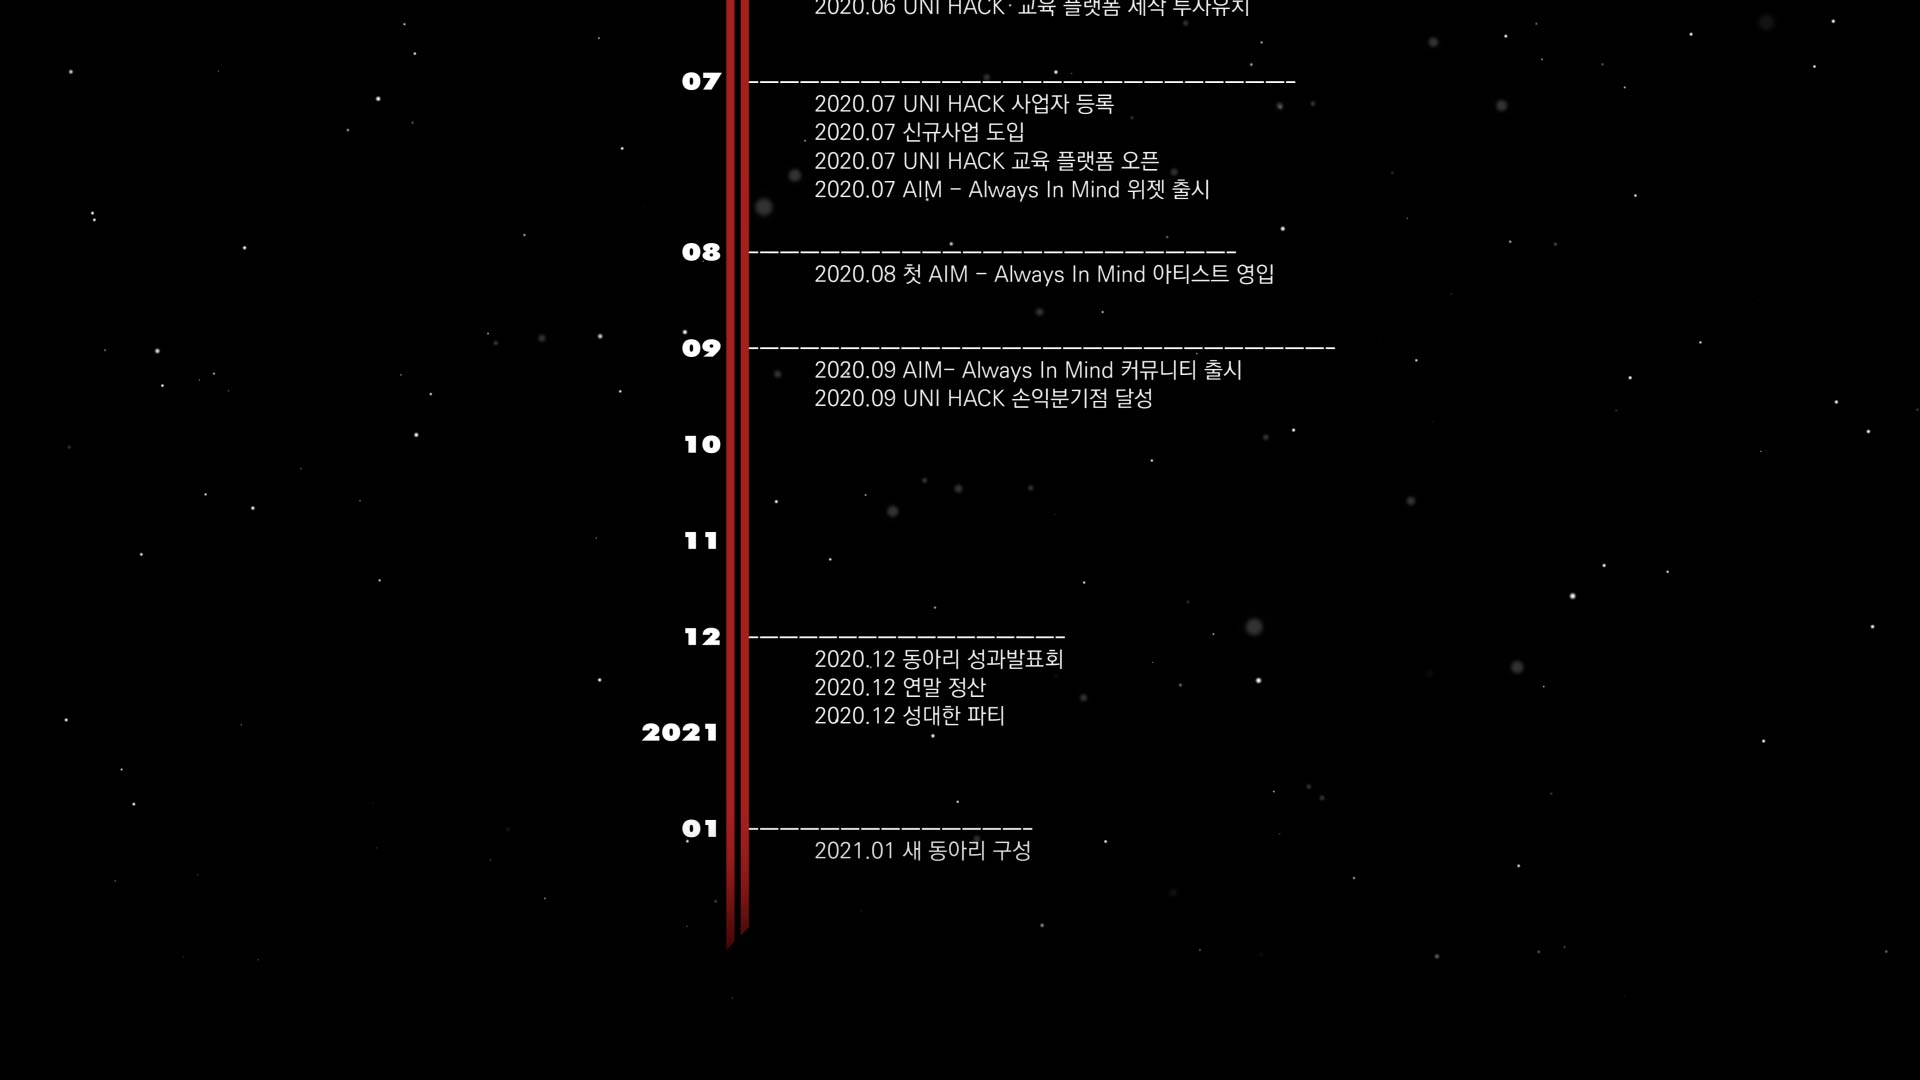 2020.06 UNI HACK 교육 플랫폼 제작 투자유치
07
2020.07 UNI HACK 사업자 등록
2020.07 신규사업 도입
2020.07 UNI HACK 교육 플랫폼 오픈
2020.07 AIM - Always In Mind 위젯 출시
08
2020.08 첫 AIM - Always In Mind 아티스트 영입
09
2020.09 AIM- Always In Mind 커뮤니티 출시
2020.09 UNI HACK 손익분기점 달성
10
11
12
2020.12 동아리 성과발표회
2020.12 연말 정산
2020.12 성대한 파티
2021
01
2021.01 새 동아리 구성